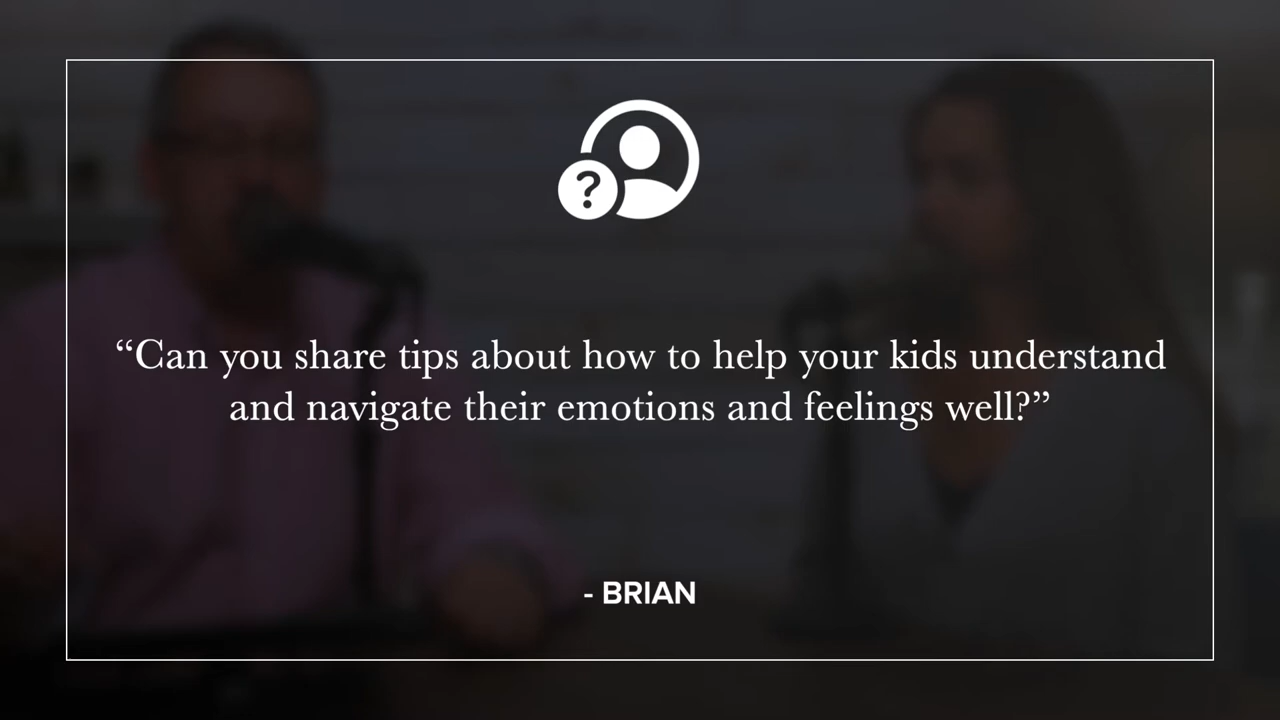 ?
“Can you share tips about how to help your kids understand
and navigate their emotions and feelings well?”
- BRIAN